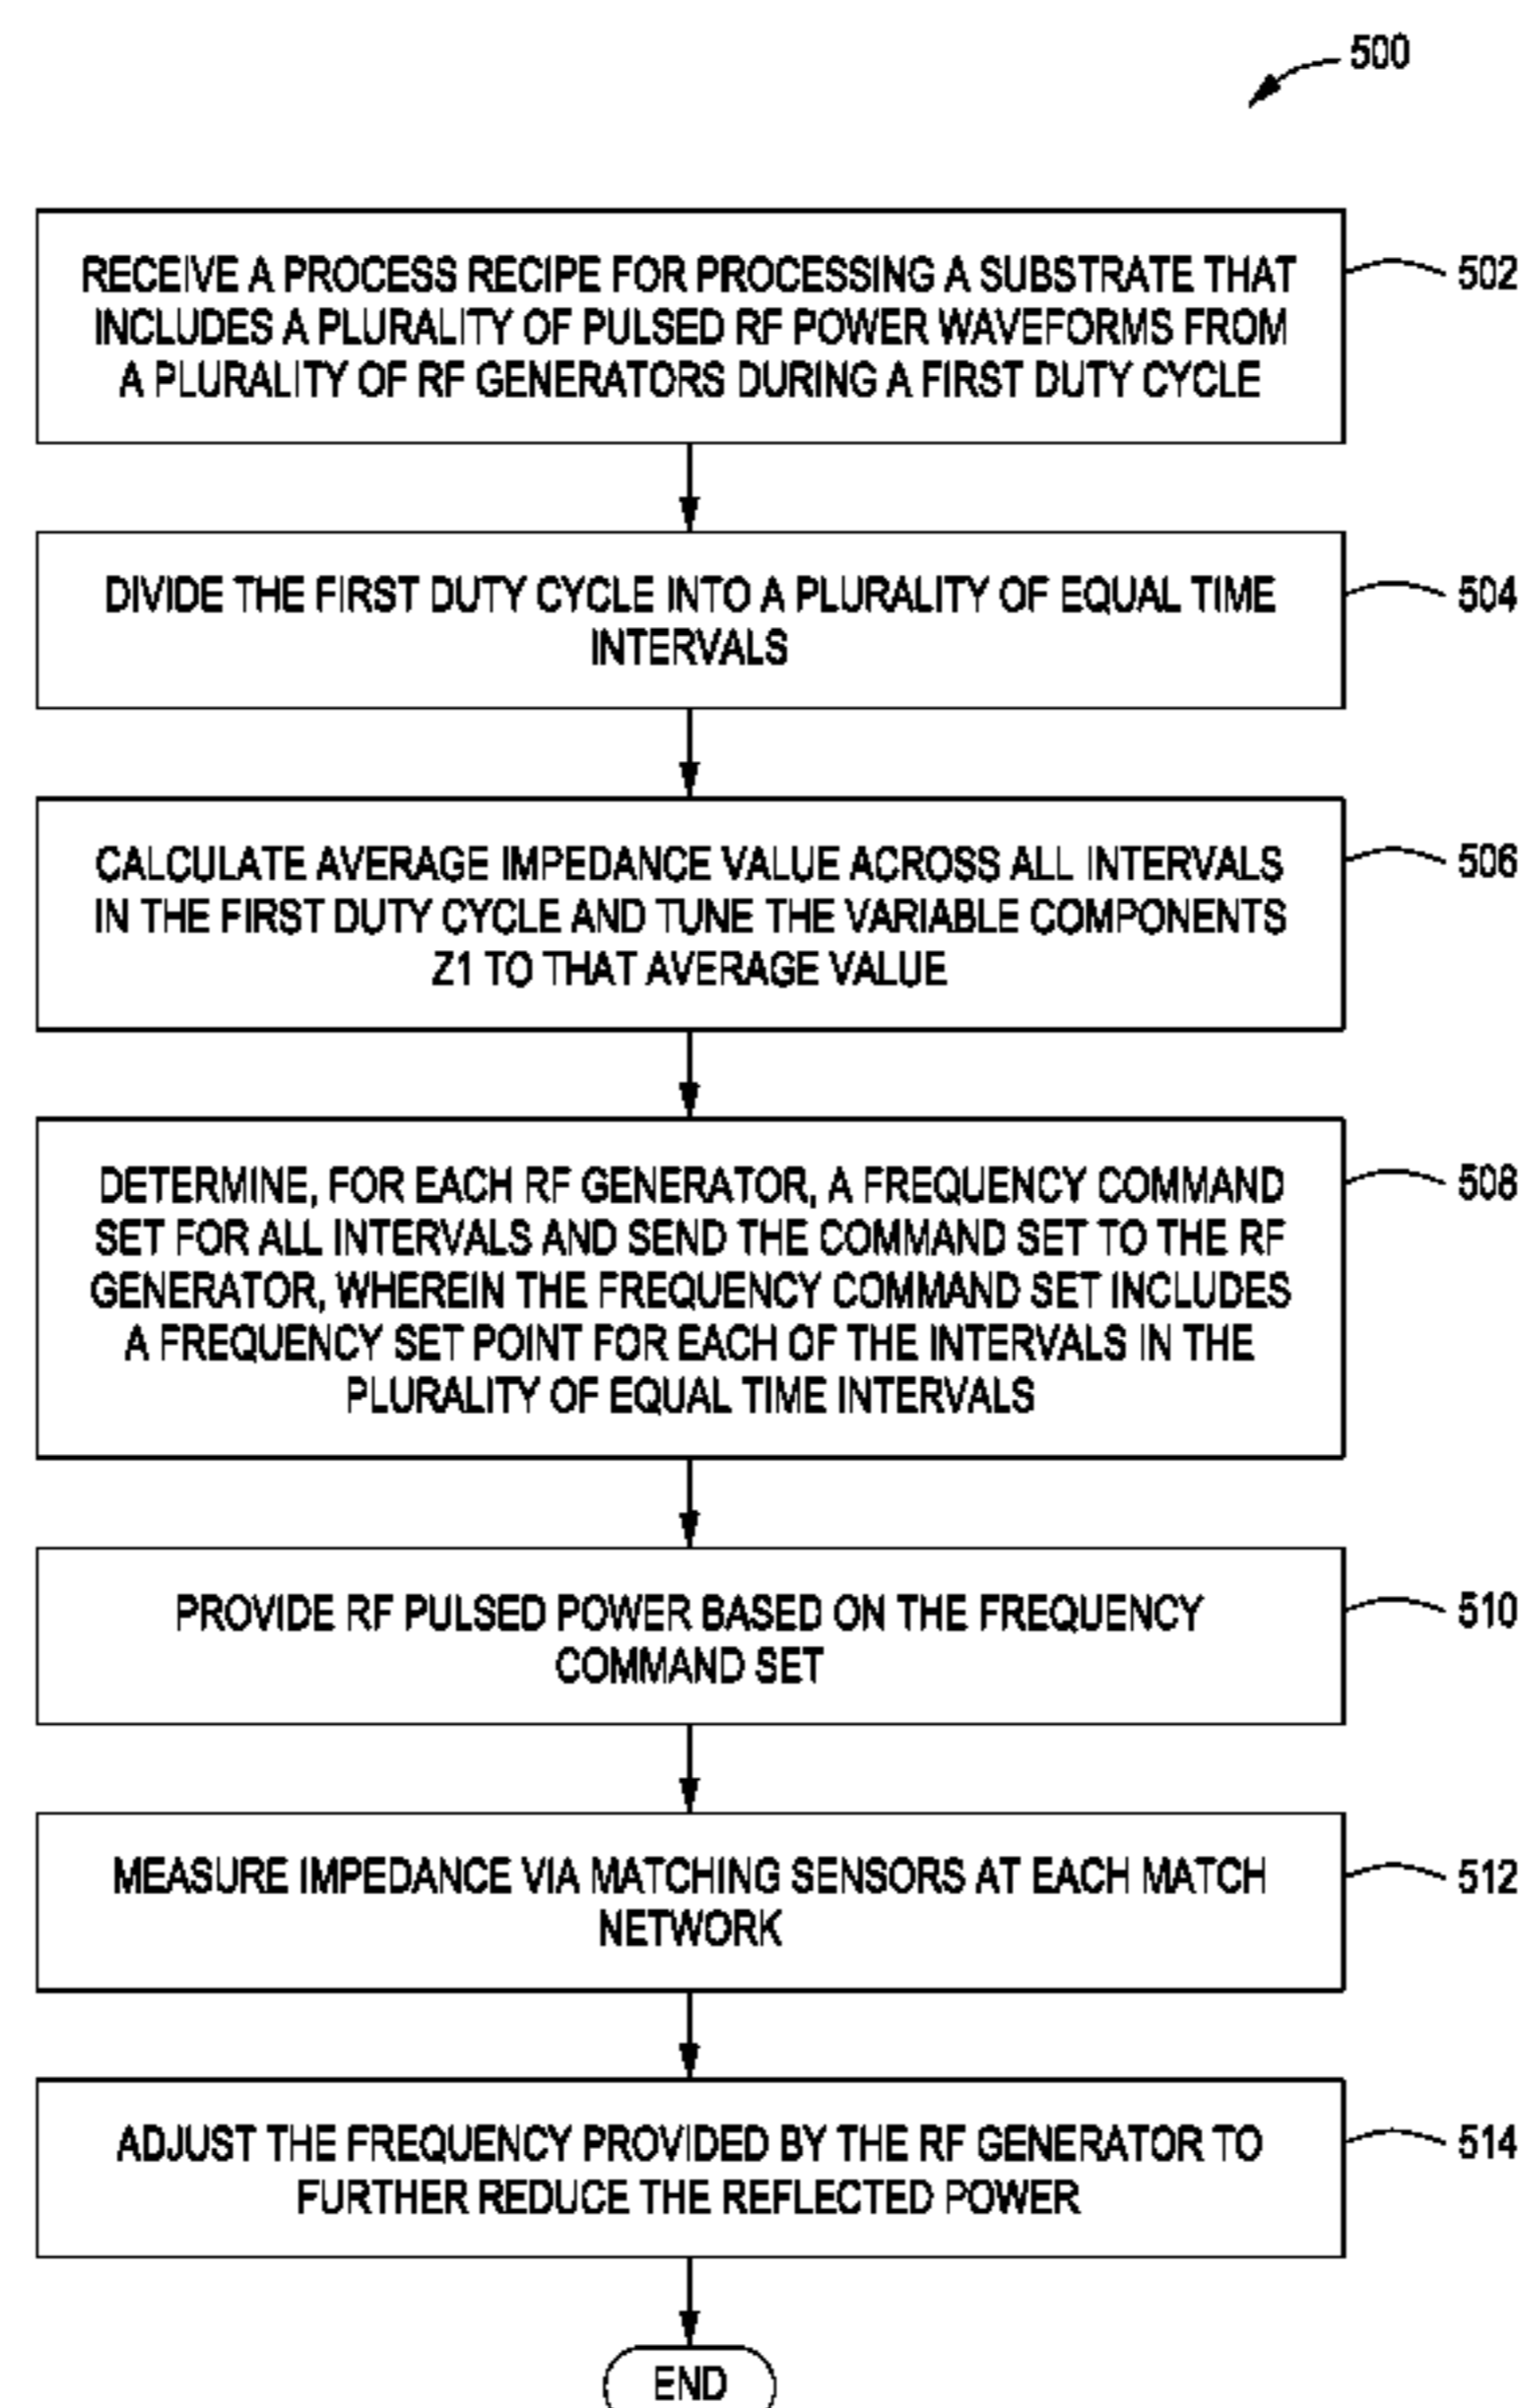 500
RECEIVE A PROCESS RECIPE FOR PROCESSING A SUBSTRATE THAT
INCLUDES A PLURALITY OF PULSED RF POWER WAVEFORMS FROM
A PLURALITY OF RF GENERATORS DURING A FIRST DUTY CYCLE
502
DIVIDE THE FIRST DUTY CYCLE INTO A PLURALITY OF EQUAL TIME
INTERVALS
504
CALCULATE AVERAGE IMPEDANCE VALUE ACROSS ALL INTERVALS
IN THE FIRST DUTY CYCLE AND TUNE THE VARIABLE COMPONENTS
Z1 TO THAT AVERAGE VALUE
506
DETERMINE, FOR EACH RF GENERATOR, A FREQUENCY COMMAND
SET FOR ALL INTERVALS AND SEND THE COMMAND SET TO THE RF
GENERATOR, WHEREIN THE FREQUENCY COMMAND SET INCLUDES
A FREQUENCY SET POINT FOR EACH OF THE INTERVALS IN THE
PLURALITY OF EQUAL TIME INTERVALS
508
PROVIDE RF PULSED POWER BASED ON THE FREQUENCY
COMMAND SET
510
MEASURE IMPEDANCE VIA MATCHING SENSORS AT EACH MATCH
NETWORK
512
ADJUST THE FREQUENCY PROVIDED BY THE RF GENERATOR TO
FURTHER REDUCE THE REFLECTED POWER
514
END